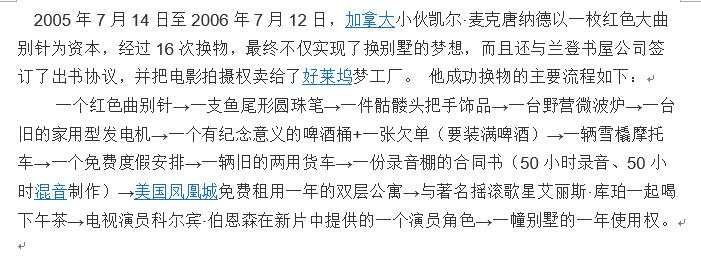 2005 年 7 月 14 日至 2006 年 7 月 12 日，加拿大小伙凯尔·麦克唐纳德以一枚红色大曲
别针为资本，经过 16 次换物，最终不仅实现了换别墅的梦想，而且还与兰登书屋公司签
订了出书协议，并把电影拍摄权卖给了好莱坞梦工厂。 他成功换物的主要流程如下：
一个红色曲别针→一支鱼尾形圆珠笔→一件骷髅头把手饰品→一台野营微波炉→一台
旧的家用型发电机→一个有纪念意义的啤酒桶+一张欠单（要装满啤酒）→一辆雪橇摩托
车→一个免费度假安排→一辆旧的两用货车→一份录音棚的合同书（50 小时录音、50 小
时混音制作）→美国凤凰城免费租用一年的双层公寓→与著名摇滚歌星艾丽斯·库珀一起喝
下午茶→电视演员科尔宾·伯恩森在新片中提供的一个演员角色→一幢别墅的一年使用权。